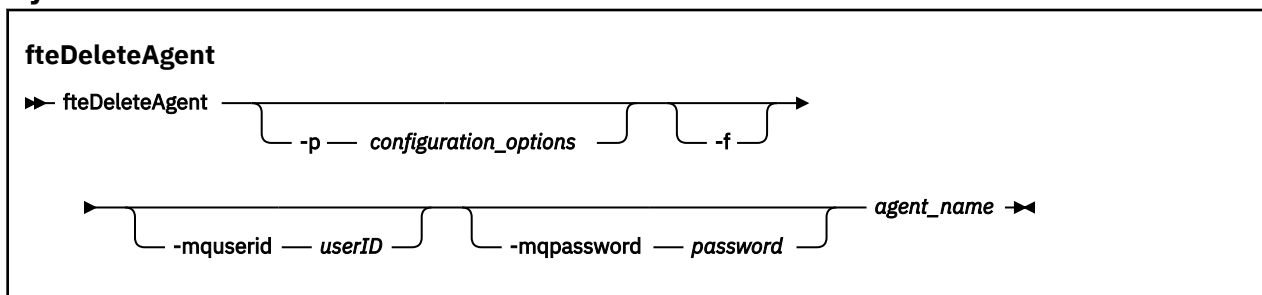 fteDeleteAgent
fteDeleteAgent
-p configuration_options -f
agent_name
-mquserid userID -mqpassword password